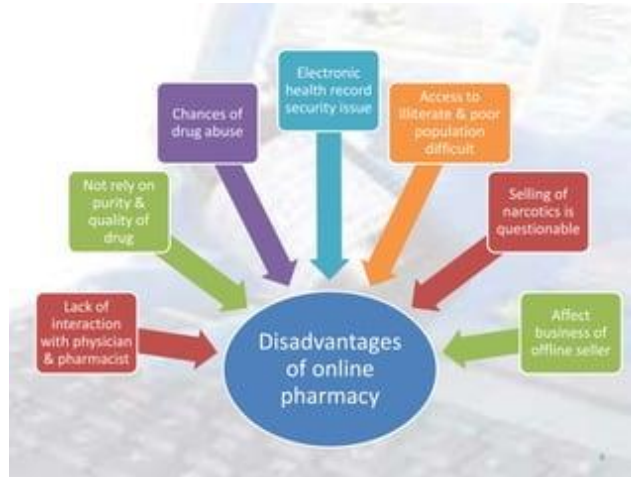 Electronic
health record
security issue
Chances of
drug abuse
Access to
illiterate & poor
population
difficult
Not rely on
purity &
quality of
drug
Selling of
narcotics is
questionable
Lack of
interaction
with physician
& pharmacist
Affect
business of
offline seller
Disadvantages
of online
pharmacy